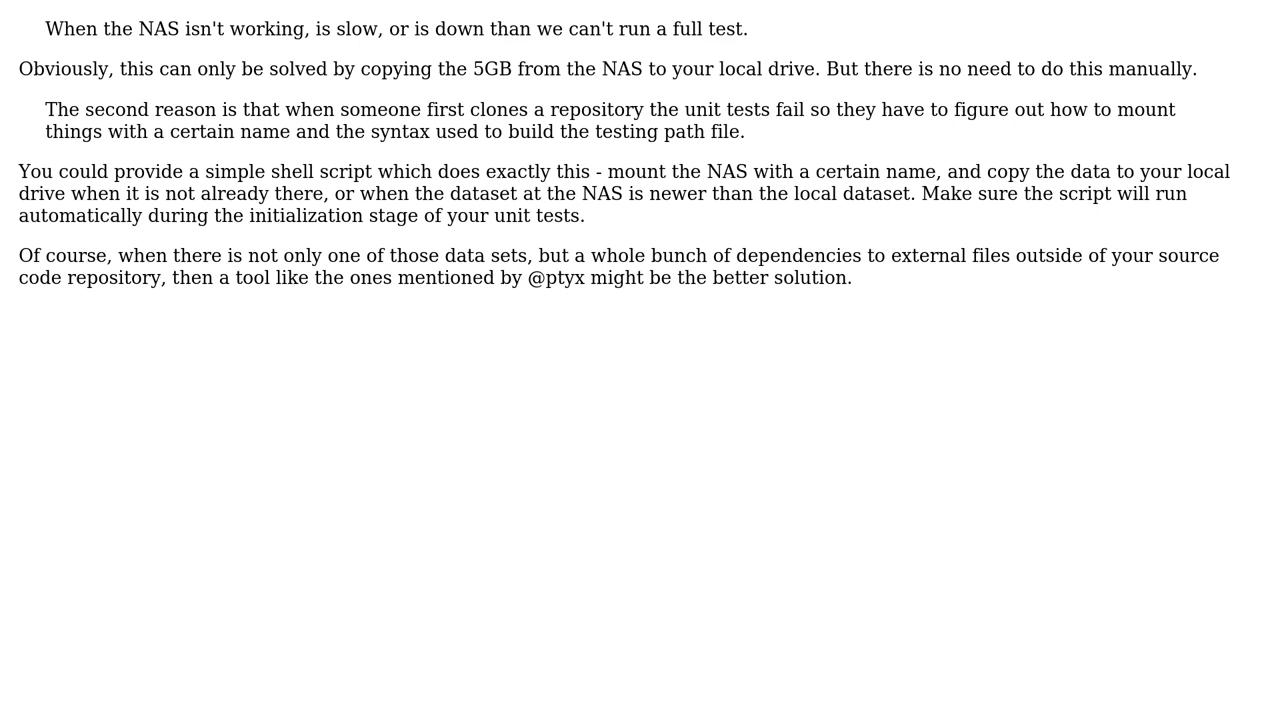 When the NAS isn't working, is slow, or is down than we can't run a full test.
Obviously, this can only be solved by copying the 5GB from the NAS to your local drive. But there is no need to do this manually.
The second reason is that when someone first clones a repository the unit tests fail so they have to figure out how to mount
things with a certain name and the syntax used to build the testing path file.
You could provide a simple shell script which does exactly this - mount the NAS with a certain name, and copy the data to your local
drive when it is not already there, or when the dataset at the NAS is newer than the local dataset. Make sure the script will run
automatically during the initialization stage of your unit tests.
Of course, when there is not only one of those data sets, but a whole bunch of dependencies to external files outside of your source
code repository, then a tool like the ones mentioned by @ptyx might be the better solution.